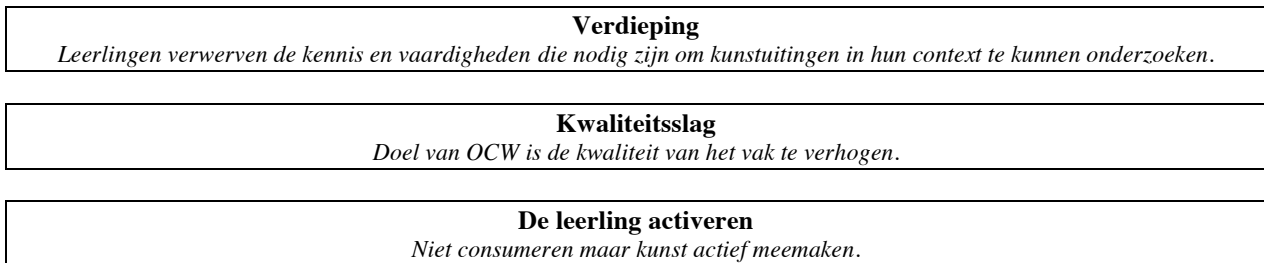 Verdieping
Leerlingen verwerven de kennis en vaardigheden die nodig zijn om kunstuitingen in hun context te kunnen onderzoeken.
Kwaliteitsslag
Doel van OCW is de kwaliteit van het vak te verhogen.
De leerling activeren
Niet consumeren maar kunst actief meemaken.